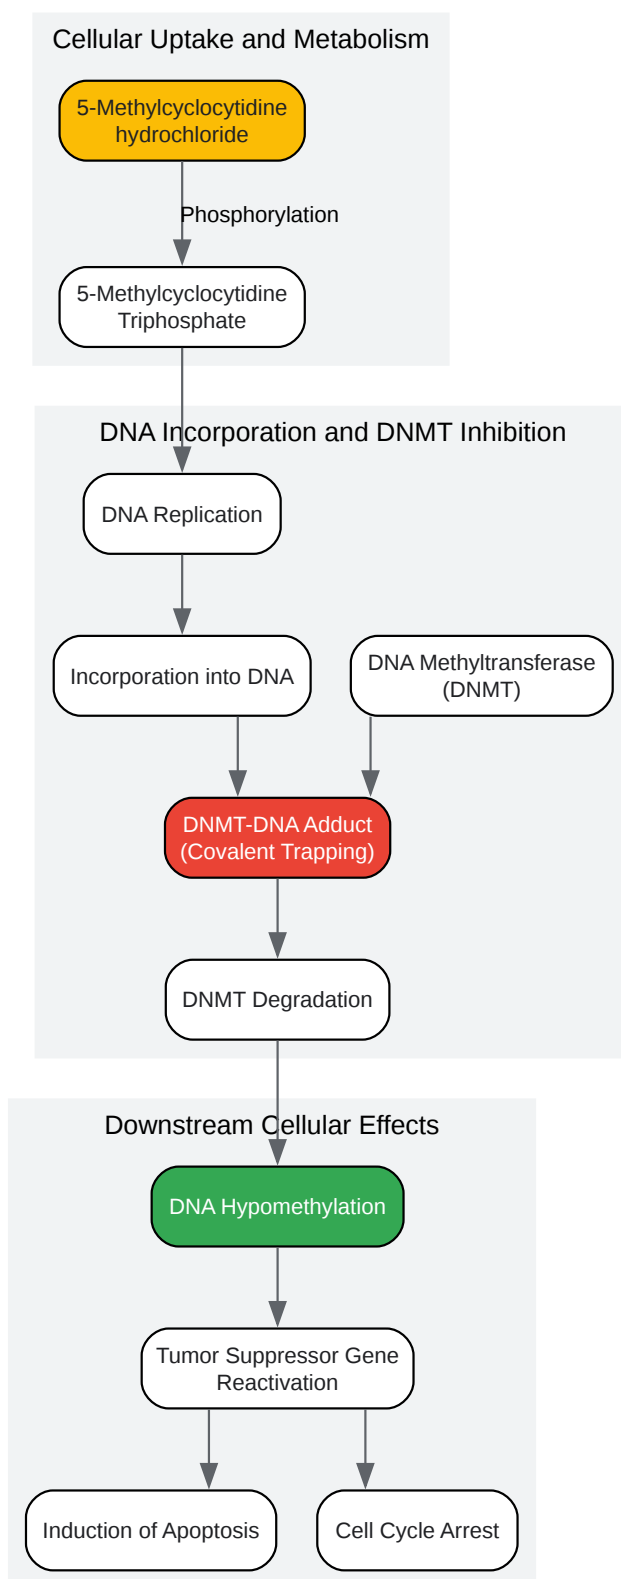 Cellular Uptake and Metabolism
5-Methylcyclocytidine
hydrochloride
Phosphorylation
5-Methylcyclocytidine
Triphosphate
DNA Incorporation and DNMT Inhibition
DNA Replication
Incorporation into DNA
DNA Methyltransferase
(DNMT)
DNMT-DNA Adduct
(Covalent Trapping)
DNMT Degradation
Downstream Cellular Effects
DNA Hypomethylation
Tumor Suppressor Gene
Reactivation
Induction of Apoptosis
Cell Cycle Arrest